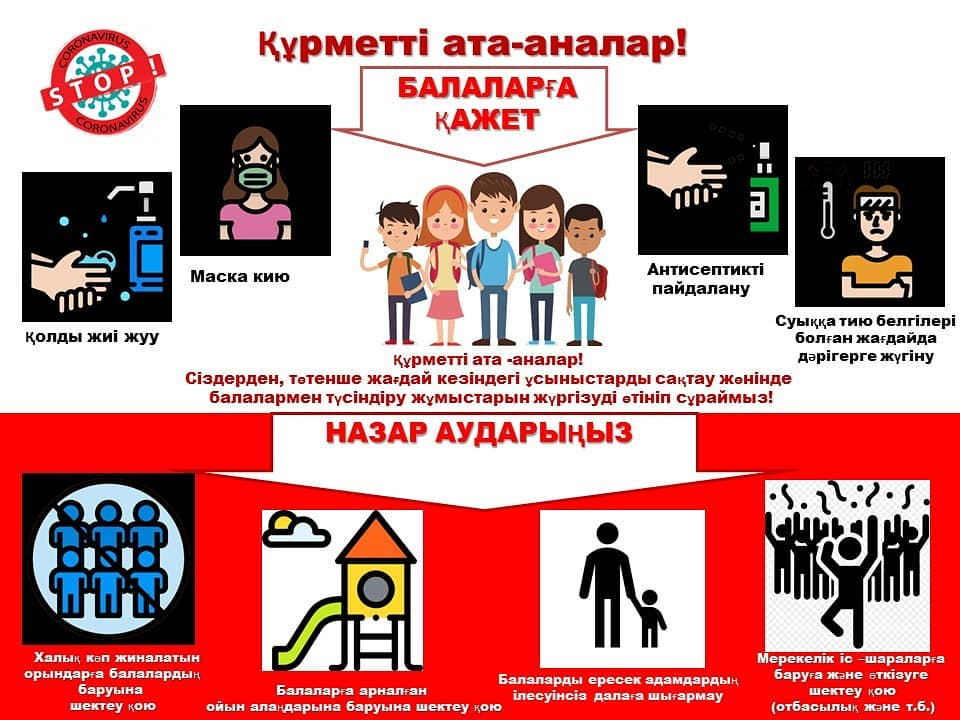 CORONAVIRUS
STOP!
CORONAVIRUS
Құрметті ата-аналар!
БАЛАЛАРҒА
ҚАЖЕТ
Қолды жиі жуу
Маска кию
Антисептикті
пайдалану
Суыққа тию белгілері
болған жағдайда
дәрігерге жүгіну
Құрметті ата -аналар!
Сіздерден, төтенше жағдай кезіндегі ұсыныстарды сақтау жөнінде
балалармен түсіндіру жұмыстарын жүргізуді өтініп сұраймыз!
НАЗАР АУДАРЫҢЫЗ
Халық көп жиналатын
орындарға балалардың
баруына
шектеу қою
Балаларға арналған
ойын алаңдарына баруына шектеу қою
Балаларды ересек адамдардың
ілесуінсіз далаға шығармау
Мерекелік іс –шараларға
баруға және өткізуге
шектеу қою
(отбасылық және т.б.)